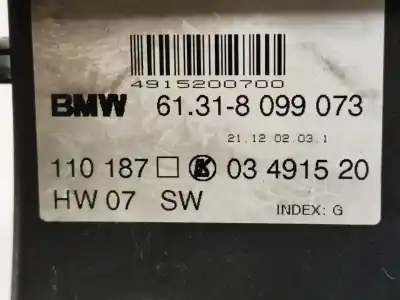 4915200700
BMW 61.31-8 099 073
21.12.02.03.1
110 187 □ K 03 4915 20
HW 07 SW INDEX: G